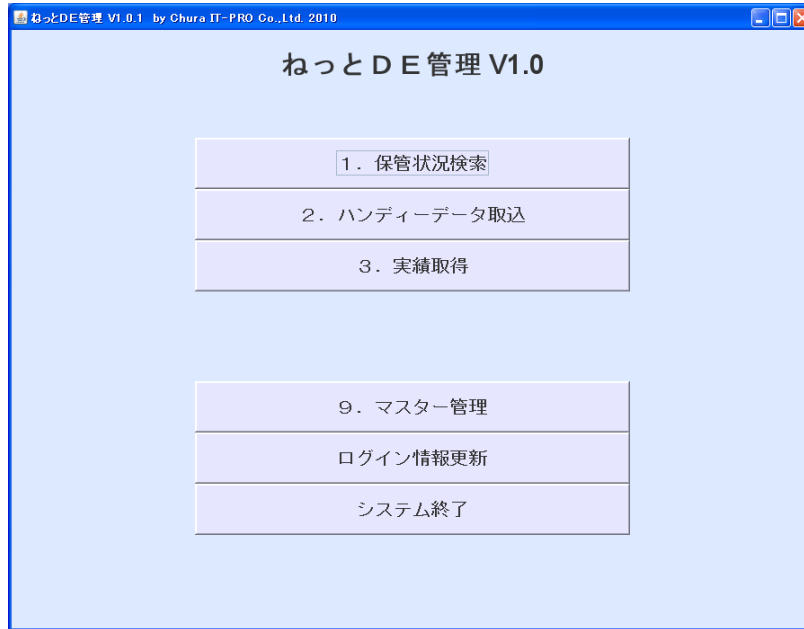 ねっとDE管理 V1.0.1 by Chura IT-PRO Co.,Ltd. 2010
ねっとＤＥ管理 V1.0
１．保管状況検索
２．ハンディーデータ取込
３．実績取得
９．マスター管理
ログイン情報更新
システム終了